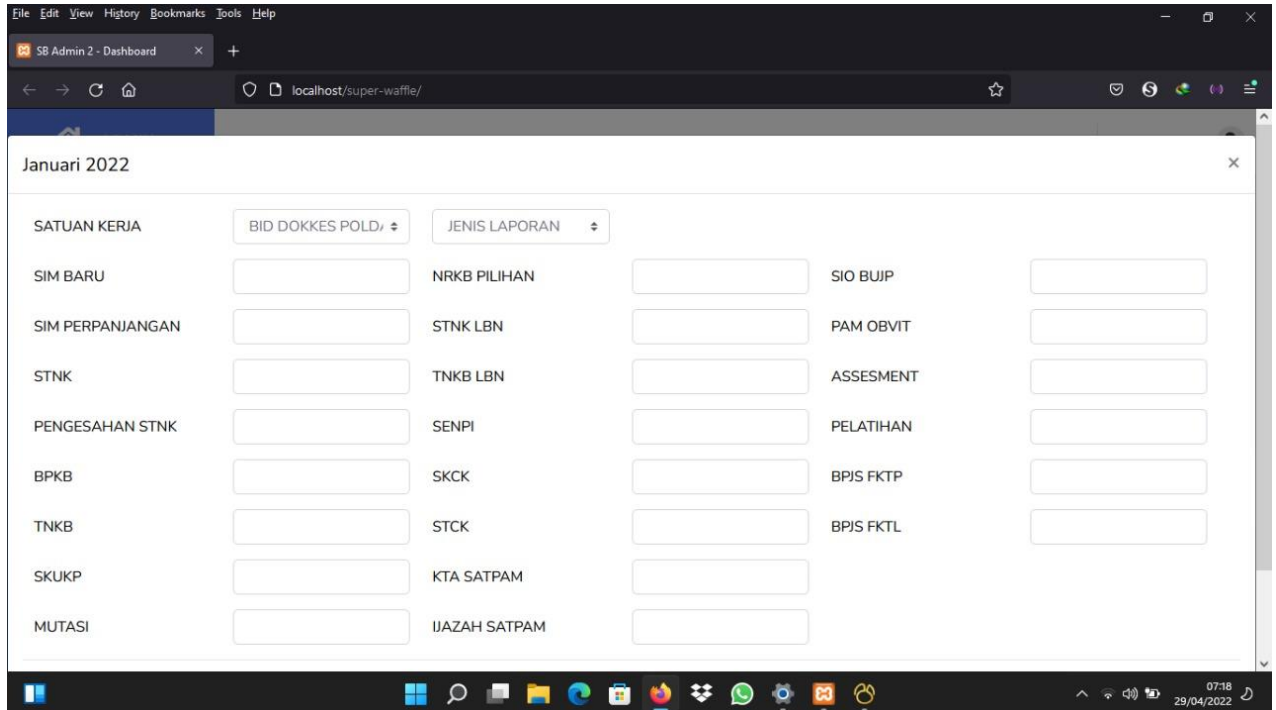 File Edit View History Bookmarks Tools Help
SB Admin 2 - Dashboard
localhost/super-waffle/
Januari 2022
SATUAN KERJA BID DOKKES POLDA JENIS LAPORAN
SIM BARU NRKB PILIHAN SIO BUJP
SIM PERPANJANGAN STNK LBN PAM OBVIT
STNK TNKB LBN ASSESMENT
PENGESAHAN STNK SENPI PELATIHAN
BPKB SKCK BPJS FKTP
TNKB STCK BPJS FKTL
SKUKP KTA SATPAM
MUTASI IJAZAH SATPAM
07:18
29/04/2022